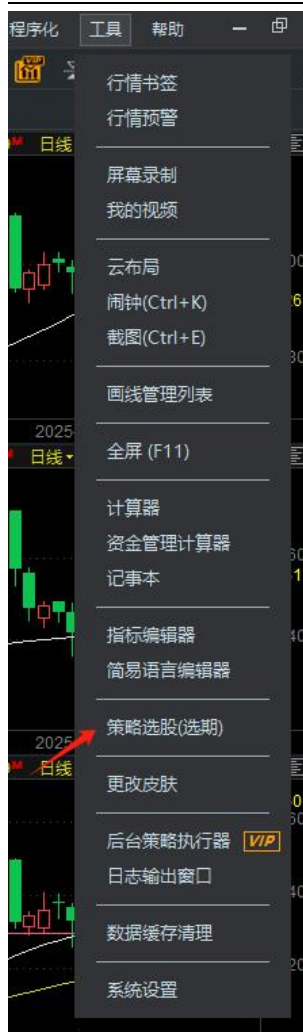 程序化 工具 帮助
VIP
日线
行情书签
行情预警
屏幕录制
我的视频
云布局
闹钟(Ctrl+K)
截图(Ctrl+E)
画线管理列表
2025
日线
全屏 (F11)
计算器
资金管理计算器
记事本
指标编辑器
简易语言编辑器
策略选股(选期)
2025
日线
更改皮肤
后台策略执行器 VIP
日志输出窗口
数据缓存清理
系统设置